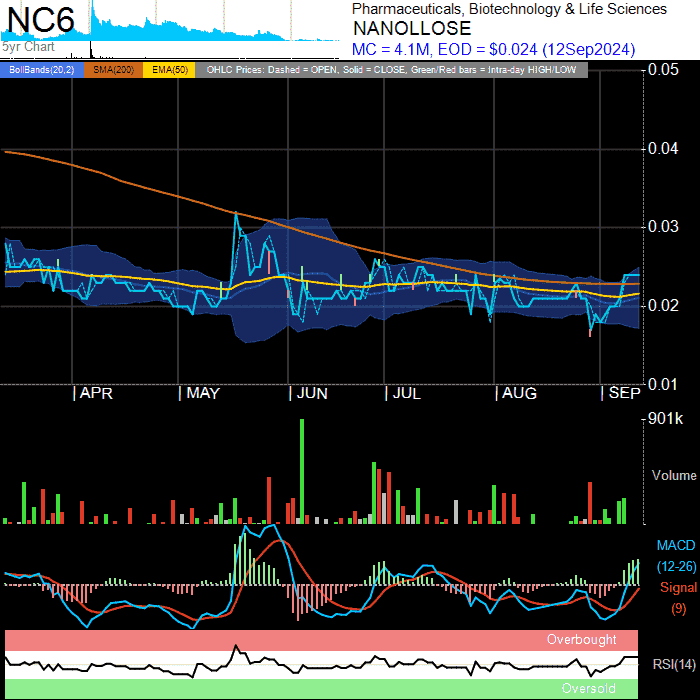 NC6
5yr Chart
Pharmaceuticals, Biotechnology & Life Sciences
NANOLLOSE
MC = 4.1M, EOD = $0.024 (12Sep2024)
BollBands(20,2) SMA(200) EMA(50) OHLC Prices: Dashed = OPEN, Solid = CLOSE, Green/Red bars = Intra-day HIGH/LOW
0.05
0.04
0.03
0.02
0.01
APR MAY JUN JUL AUG SEP
901k
Volume
MACD
(12-26)
Signal
(9)
Overbought
RSI(14)
Oversold